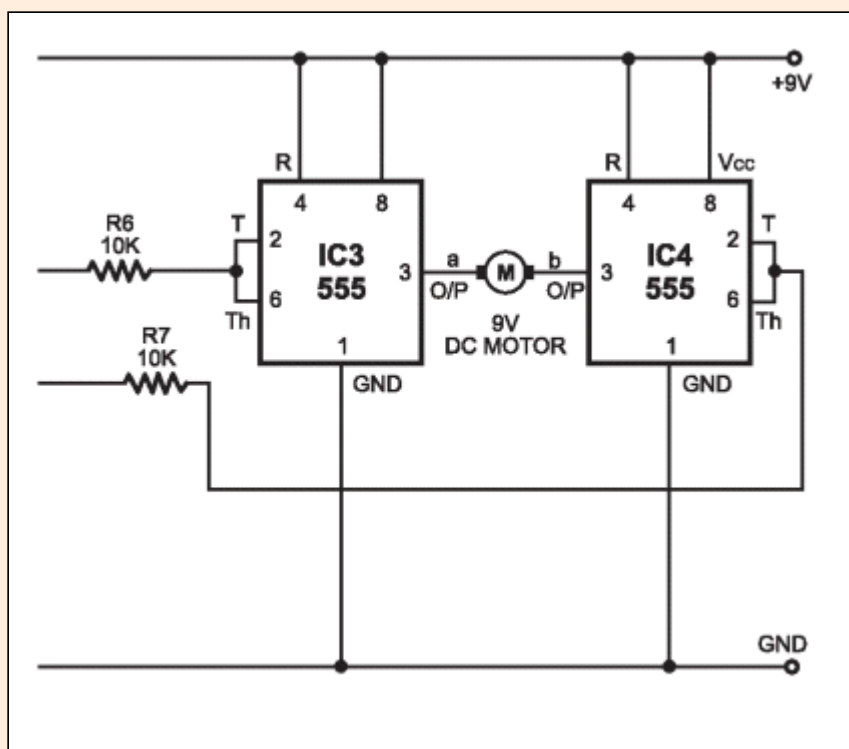 +9V
R
R
Vcc
4
8
4
8
R6
10K
T
2
IC3
555
3
a
O/P
M
b
O/P
3
IC4
555
2
T
6
Th
6
Th
9V
DC MOTOR
R7
10K
1
GND
1
GND
GND